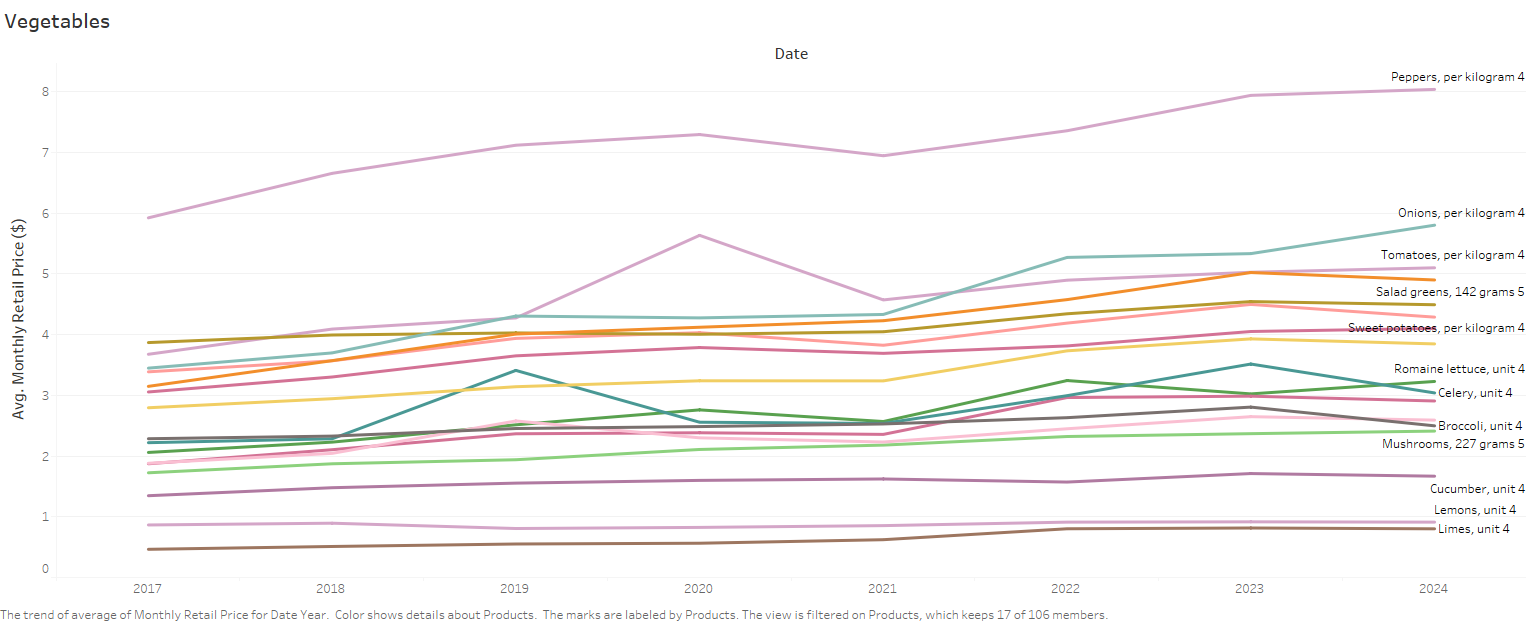 Vegetables
Date
Avg. Monthly Retail Price ($)
8
7
6
5
4
3
2
1
0
Peppers, per kilogram 4
Onions, per kilogram 4
Tomatoes, per kilogram 4
Salad greens, 142 grams 5
Sweet potatoes, per kilogram 4
Romaine lettuce, unit 4
Celery, unit 4
Broccoli, unit 4
Mushrooms, 227 grams 5
Cucumber, unit 4
Lemons, unit 4
Limes, unit 4
2017 2018 2019 2020 2021 2022 2023 2024
The trend of average of Monthly Retail Price for Date Year. Color shows details about Products. The marks are labeled by Products. The view is filtered on Products, which keeps 17 of 106 members.